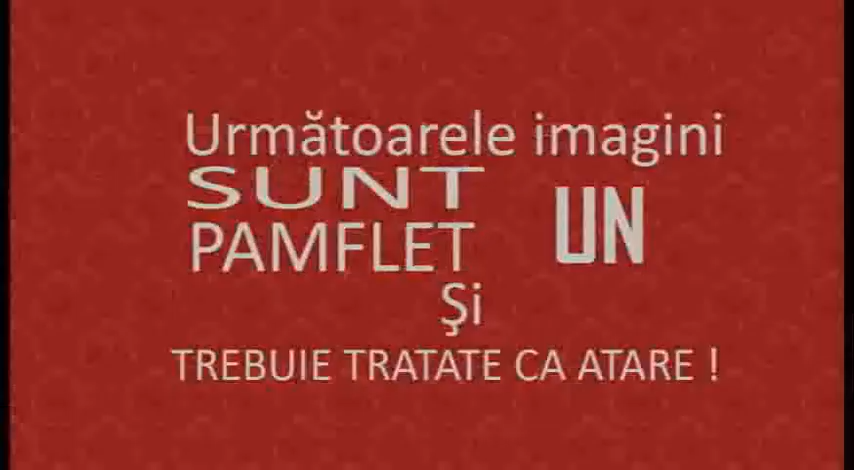 Următoarele imagini
SUNT UN
PAMFLET
Şi
TREBUIE TRATATE CA ATARE !